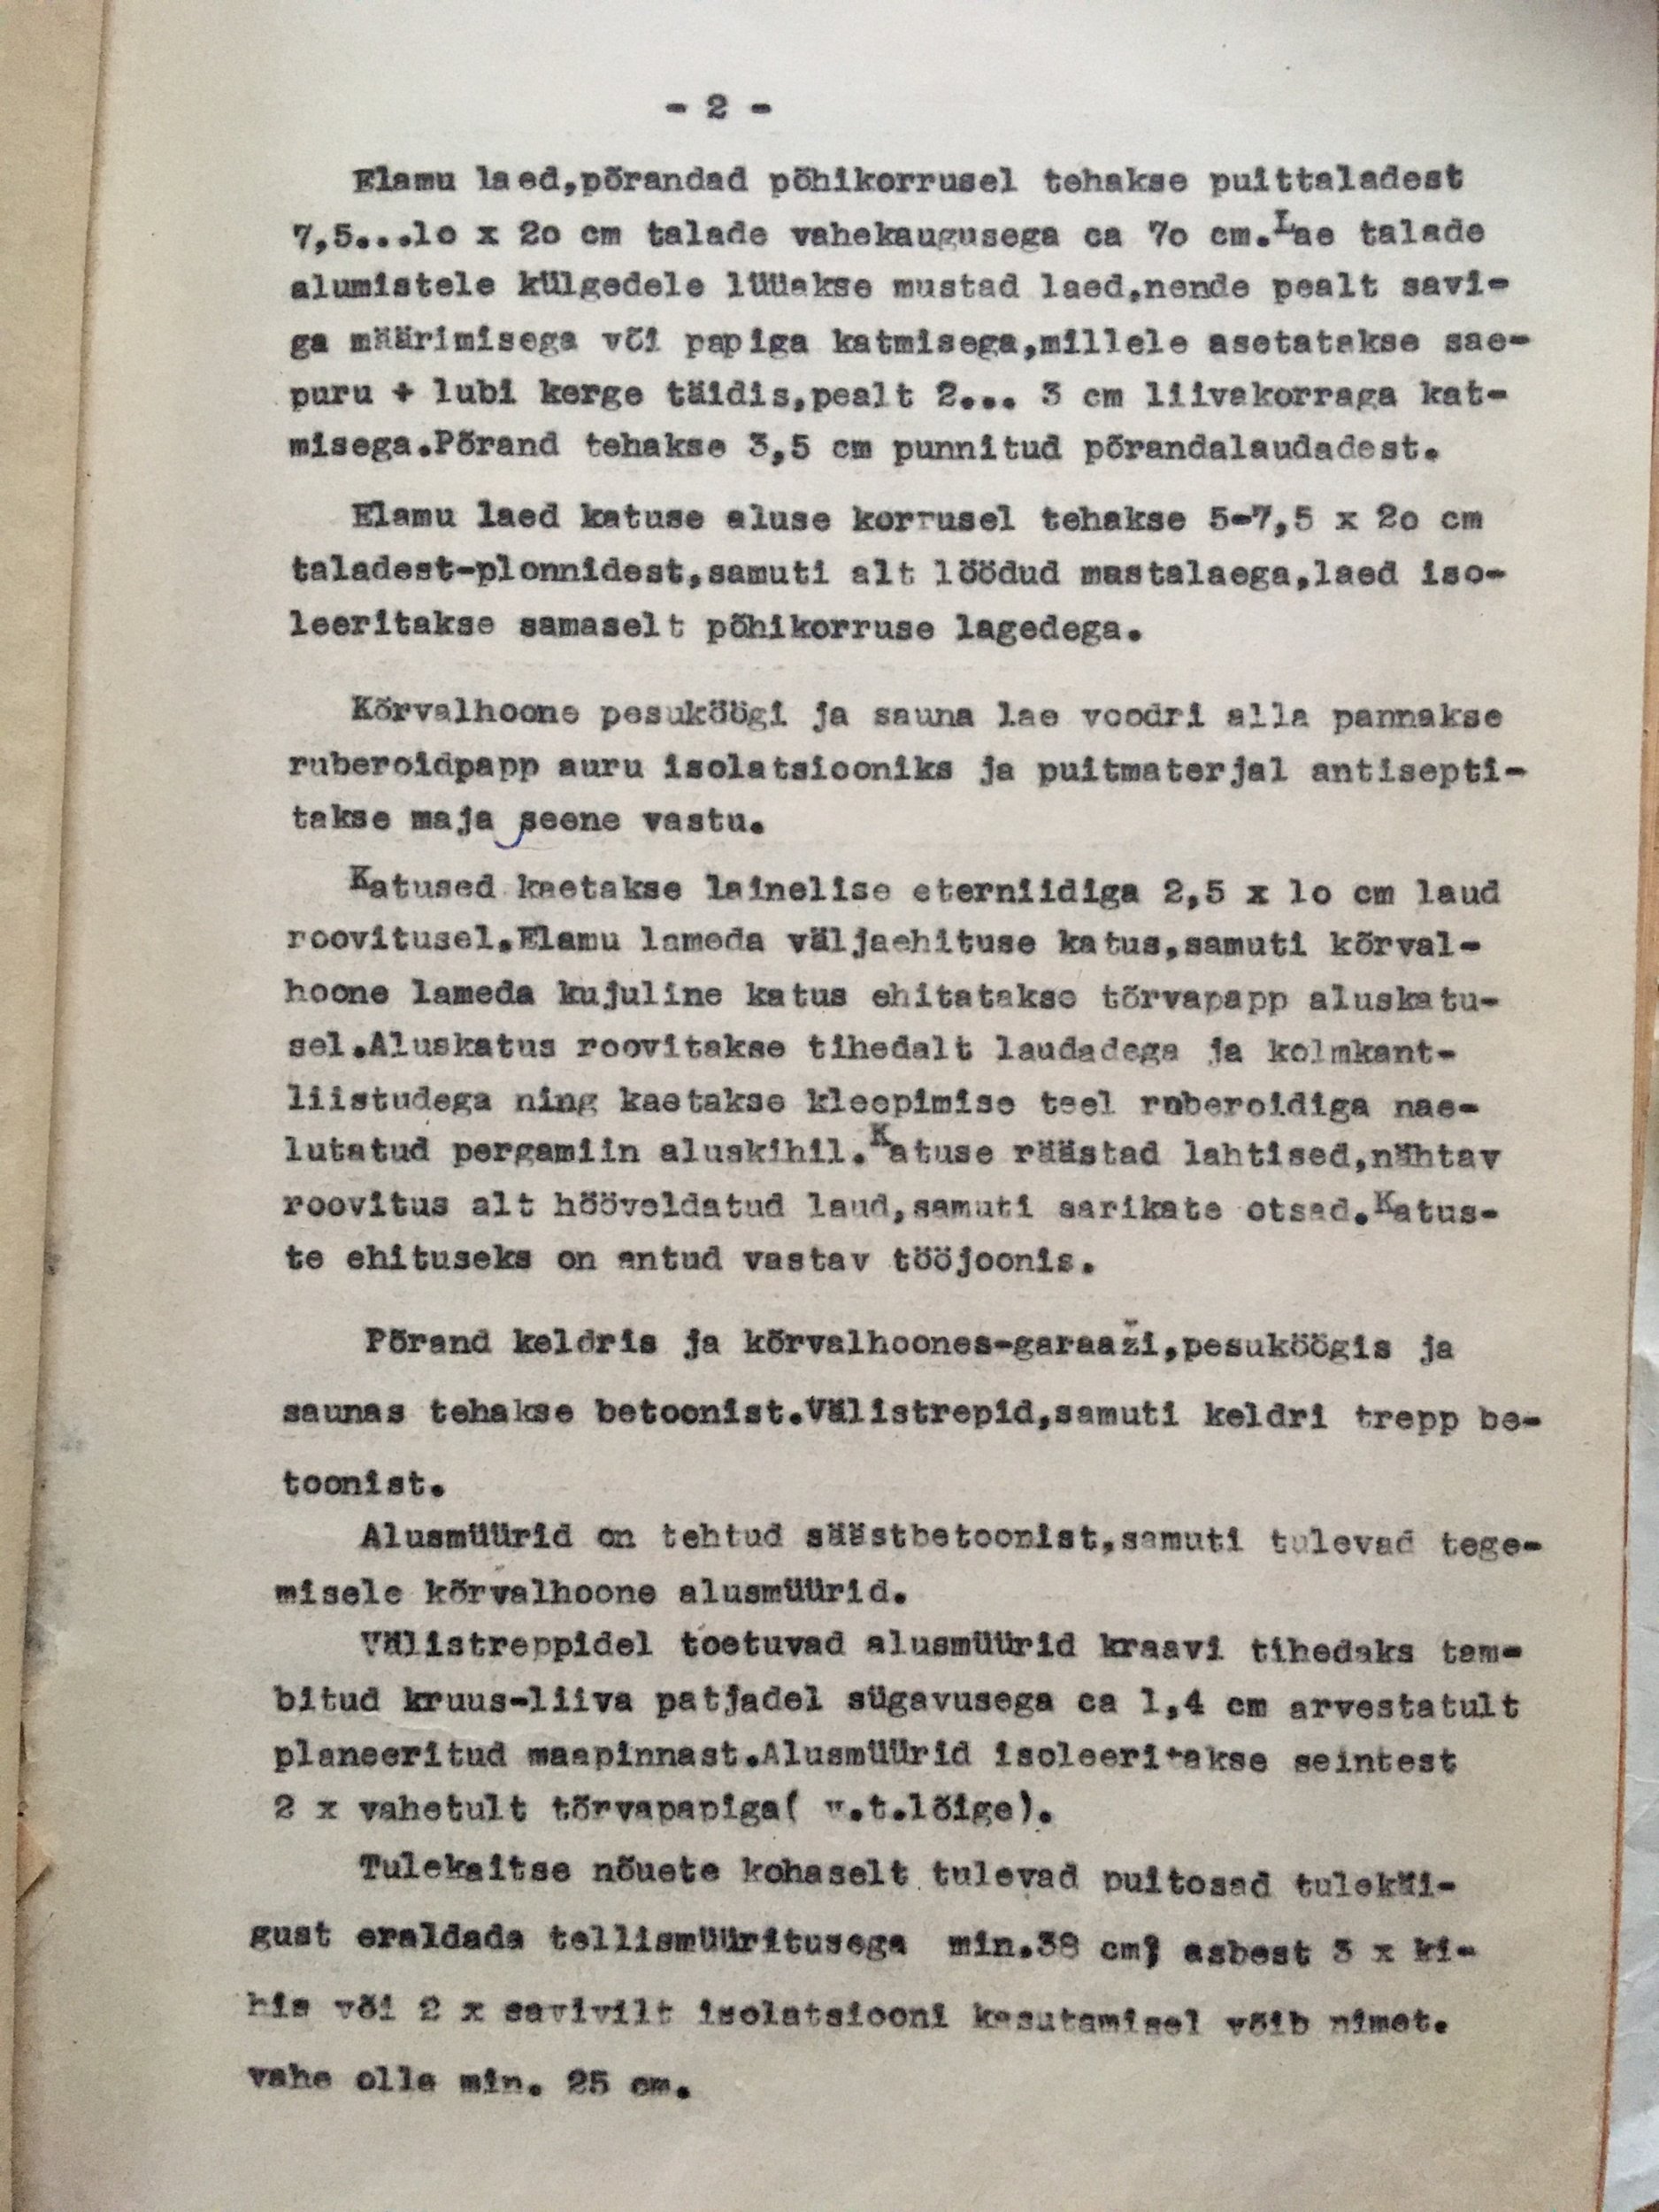 - 2 -
Elamu laed,põrandad põhikorrusel tehakse puittaladest
7,5...lo x 2o cm talade vahekaugusega ca 7o cm.Lae talade
alumistele külgedele lüüakse mustad laed,nende pealt savi-
ga määrimisega või papiga katmisega,millele asetatakse sae-
puru + lubi kerge täidis,pealt 2... 3 cm liivakorraga kat-
misega.Põrand tehakse 3,5 cm punnitud põrandalaudadest.
Elamu laed katuse aluse korrusel tehakse 5-7,5 x 2o cm
taladest-plonnidest,samuti alt löödud mastalaega,laed iso-
leeritakse samaselt põhikorruse lagedega.
Kõrvalhoone pesuköögi ja sauna lae voodri alla pannakse
ruberoidpapp auru isolatsiooniks ja puitmaterjal antisepti-
takse maja seene vastu.
Katused kaetakse lainelise eterniidiga 2,5 x lo cm laud
roovitusel.Elamu lameda väljaehituse katus,samuti kõrval-
hoone lameda kujuline katus ehitatakse tõrvapapp aluskatu-
sel.Aluskatus roovitakse tihedalt laudadega ja kolmkant-
liistudega ning kaetakse kleepimise teel ruberoidiga nae-
lutatud pergamiin aluskihil.Katuse räästad lahtised,nähtav
roovitus alt hööveldatud laud,samuti sarikate otsad.Katus-
te ehituseks on antud vastav tööjoonis.
Põrand keldris ja kõrvalhoones-garaaži,pesuköögis ja
saunas tehakse betoonist.Välistrepid,samuti keldri trepp be-
toonist.
Alusmüürid on tehtud säästbetoonist,samuti tulevad tege-
misele kõrvalhoone alusmüürid.
Välistreppidel toetuvad alusmüürid kraavi tihedaks tam-
bitud kruus-liiva patjadel sügavusega ca 1,4 cm arvestatult
planeeritud maapinnast.Alusmüürid isoleeritakse seintest
2 x vahetult tõrvapapiga( v.t.lõige).
Tulekaitse nõuete kohaselt tulevad puitosad tulekäi-
gust eraldada tellismüüritusega min.38 cm; asbest 3 x ki-
his või 2 x savivilt isolatsiooni kasutamisel võib nimet.
vahe olla min. 25 cm.